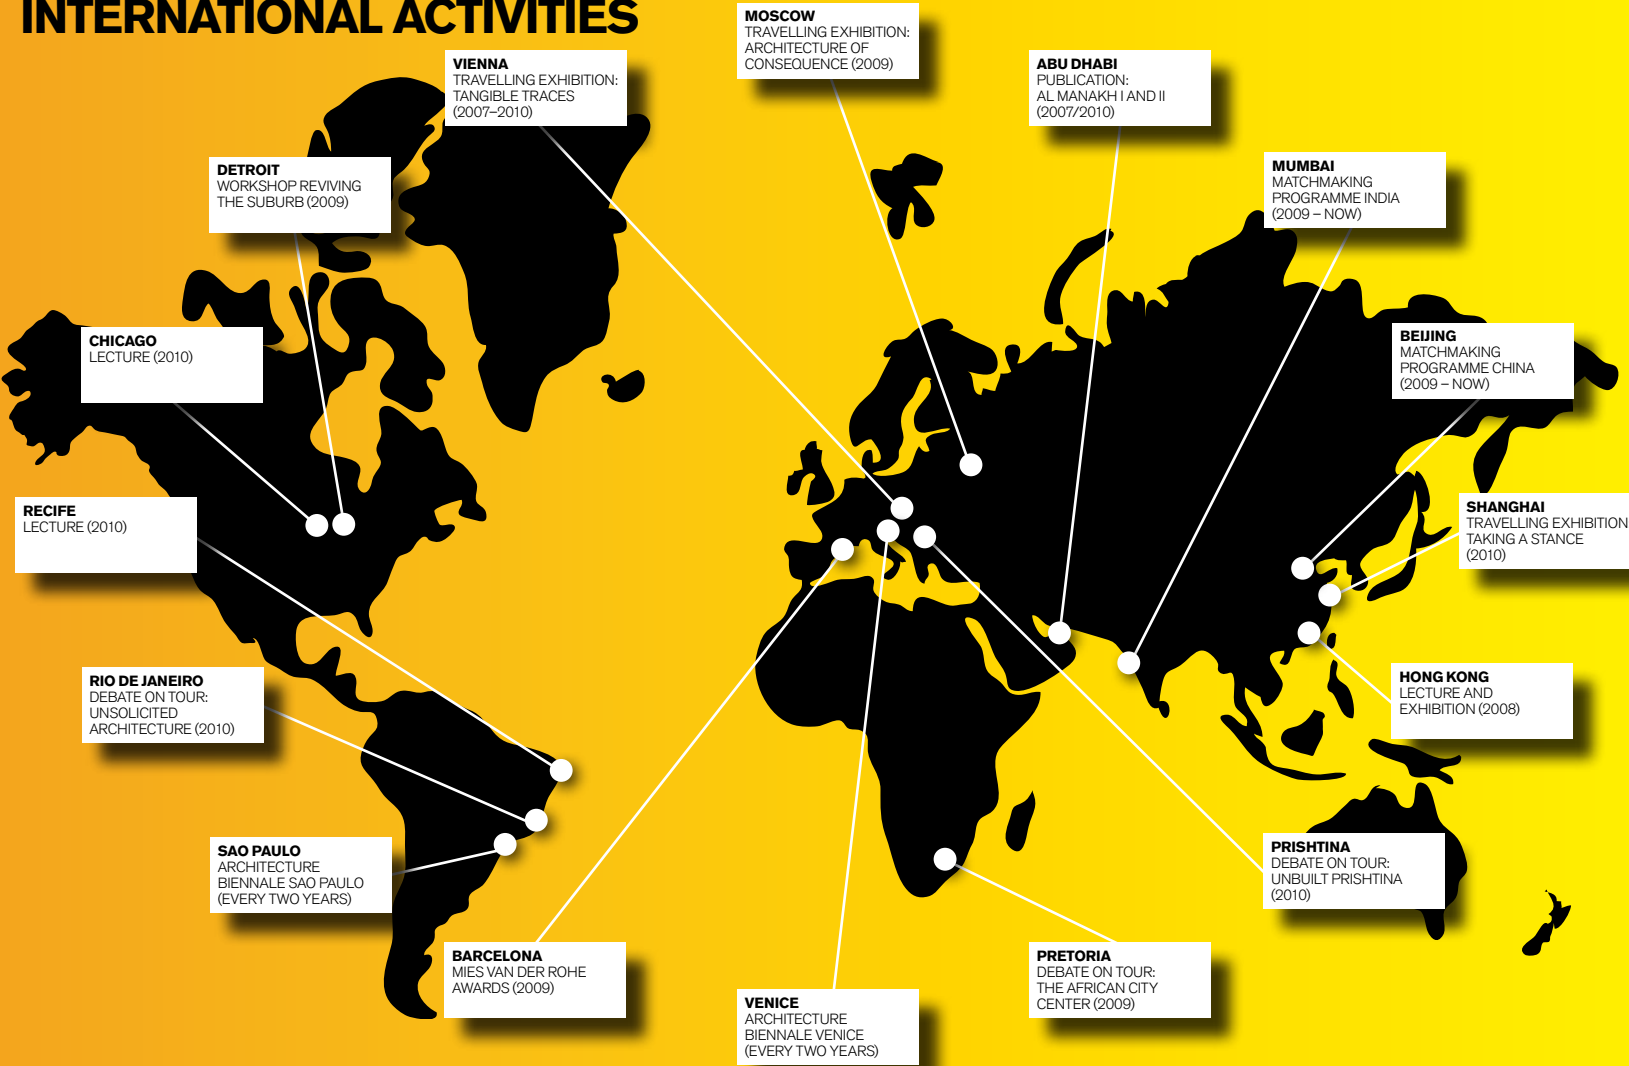 INTERNATIONAL ACTIVITIES
MOSCOW
TRAVELLING EXHIBITION:
ARCHITECTURE OF
CONSEQUENCE (2009)
VIENNA
TRAVELLING EXHIBITION:
TANGIBLE TRACES
(2007–2010)
ABU DHABI
PUBLICATION:
AL MANAKH I AND II
(2007/2010)
DETROIT
WORKSHOP REVIVING
THE SUBURB (2009)
MUMBAI
MATCHMAKING
PROGRAMME INDIA
(2009 – NOW)
CHICAGO
LECTURE (2010)
BEIJING
MATCHMAKING
PROGRAMME CHINA
(2009 – NOW)
RECIFE
LECTURE (2010)
SHANGHAI
TRAVELLING EXHIBITION
TAKING A STANCE
(2010)
RIO DE JANEIRO
DEBATE ON TOUR:
UNSOLICITED
ARCHITECTURE (2010)
HONG KONG
LECTURE AND
EXHIBITION (2008)
SAO PAULO
ARCHITECTURE
BIENNALE SAO PAULO
(EVERY TWO YEARS)
PRISHTINA
DEBATE ON TOUR:
UNBUILT PRISHTINA
(2010)
BARCELONA
MIES VAN DER ROHE
AWARDS (2009)
VENICE
ARCHITECTURE
BIENNALE VENICE
(EVERY TWO YEARS)
PRETORIA
DEBATE ON TOUR:
THE AFRICAN CITY
CENTER (2009)